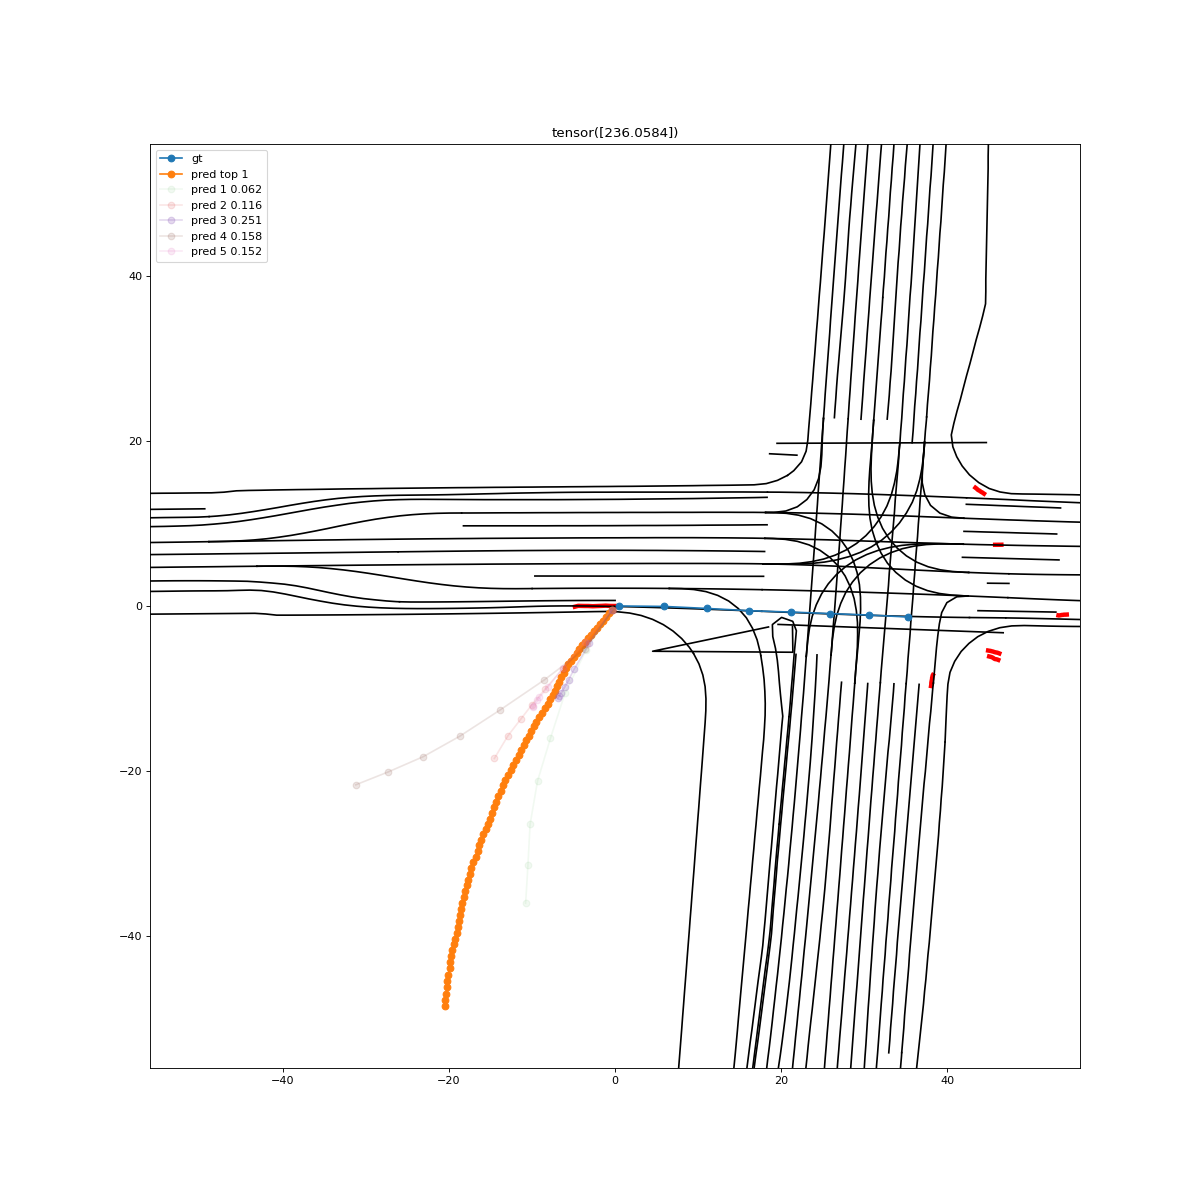 tensor([236.0584])
gt
pred top 1
pred 1 0.062
pred 2 0.116
pred 3 0.251
pred 4 0.158
pred 5 0.152
40
20
0
−20
−40
−40
−20
0
20
40